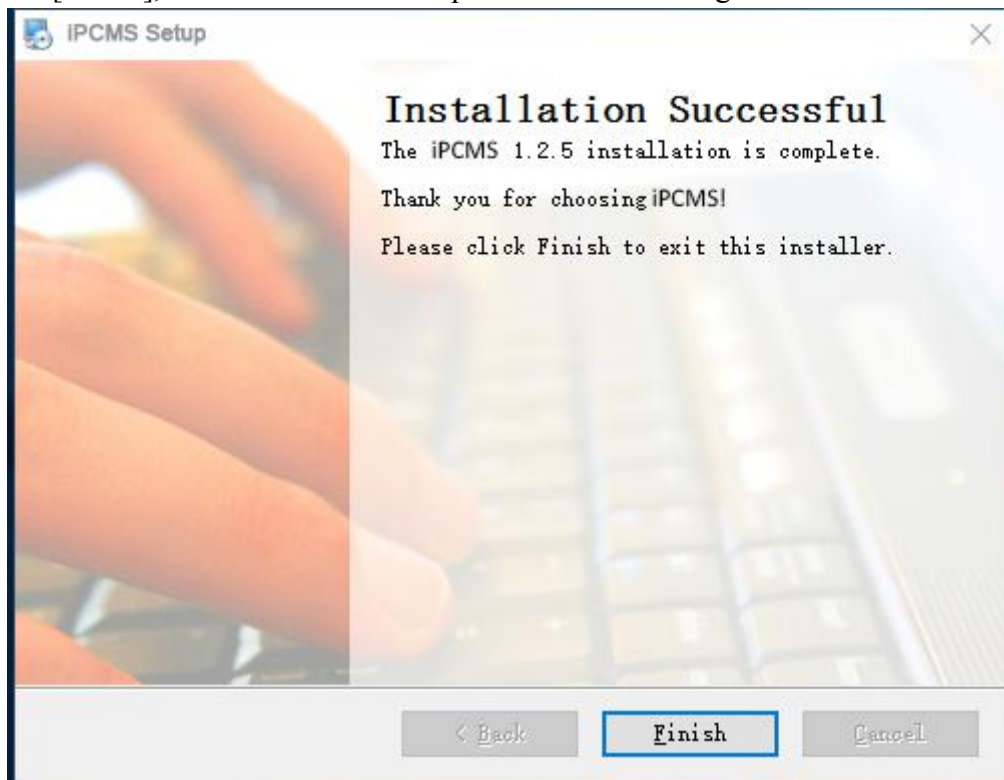 iPCMS Setup
Installation Successful
The iPCMS 1.2.5 installation is complete.
Thank you for choosing iPCMS!
Please click Finish to exit this installer.
< Back Finish Cancel